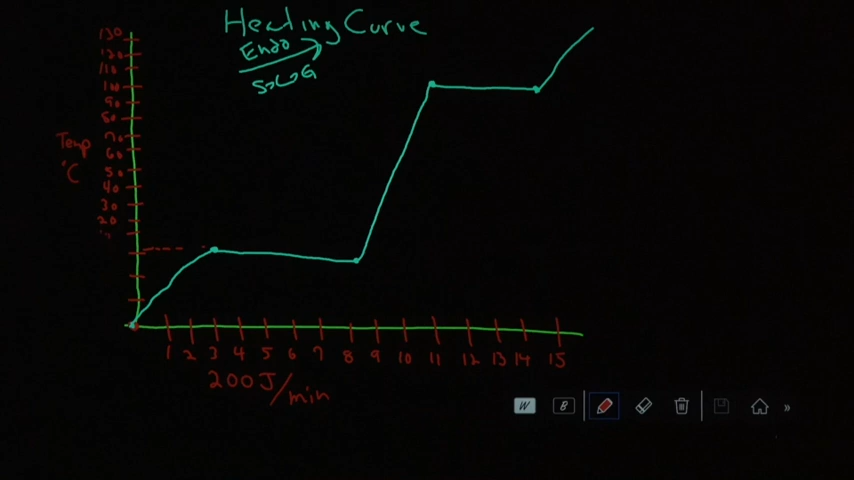 Heating Curve
Endo
S>L>G
130
120
110
100
90
80
70
60
50
40
30
20
Temp
°C
1 2 3 4 5 6 7 8 9 10 11 12 13 14 15
200J/min
W B